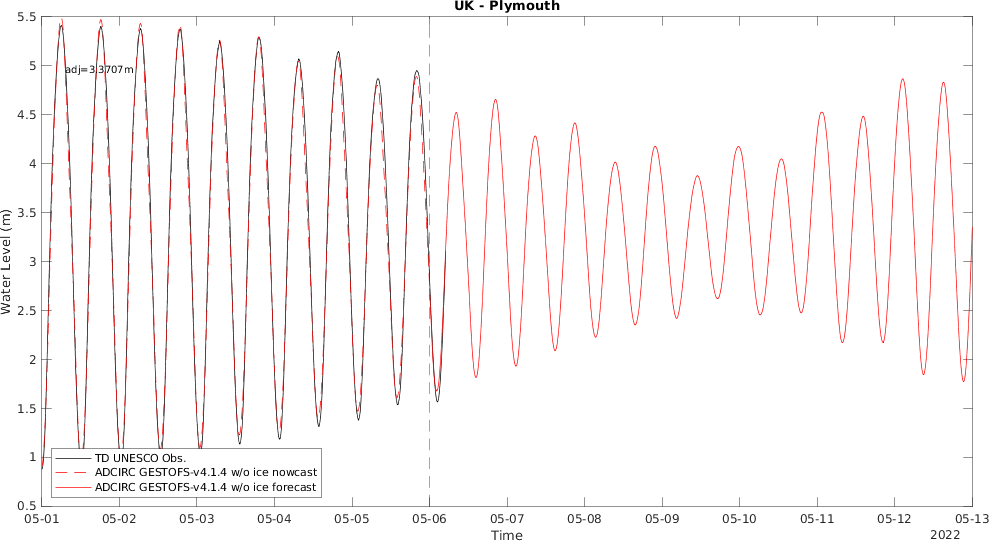 UK - Plymouth
5.5
5
4.5
4
3.5
3
2.5
2
1.5
1
0.5
Water Level (m)
adj=3.3707m
TD UNESCO Obs.
ADCIRC GESTOFS-v4.1.4 w/o ice nowcast
ADCIRC GESTOFS-v4.1.4 w/o ice forecast
05-01 05-02 05-03 05-04 05-05 05-06 05-07 05-08 05-09 05-10 05-11 05-12 05-13
Time
2022